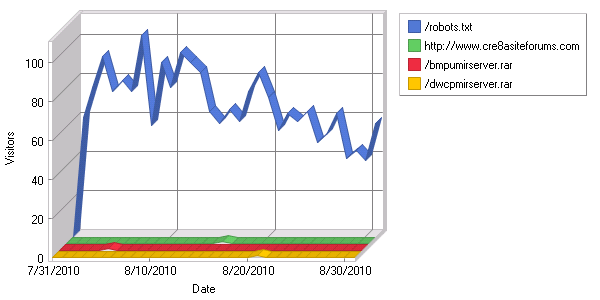 /robots.txt
http://www.cre8asiteforums.com
/bmpumirserver.rar
/dwcpmirserver.rar
100
80
60
40
20
0
Visitors
7/31/2010
8/10/2010
8/20/2010
8/30/2010
Date